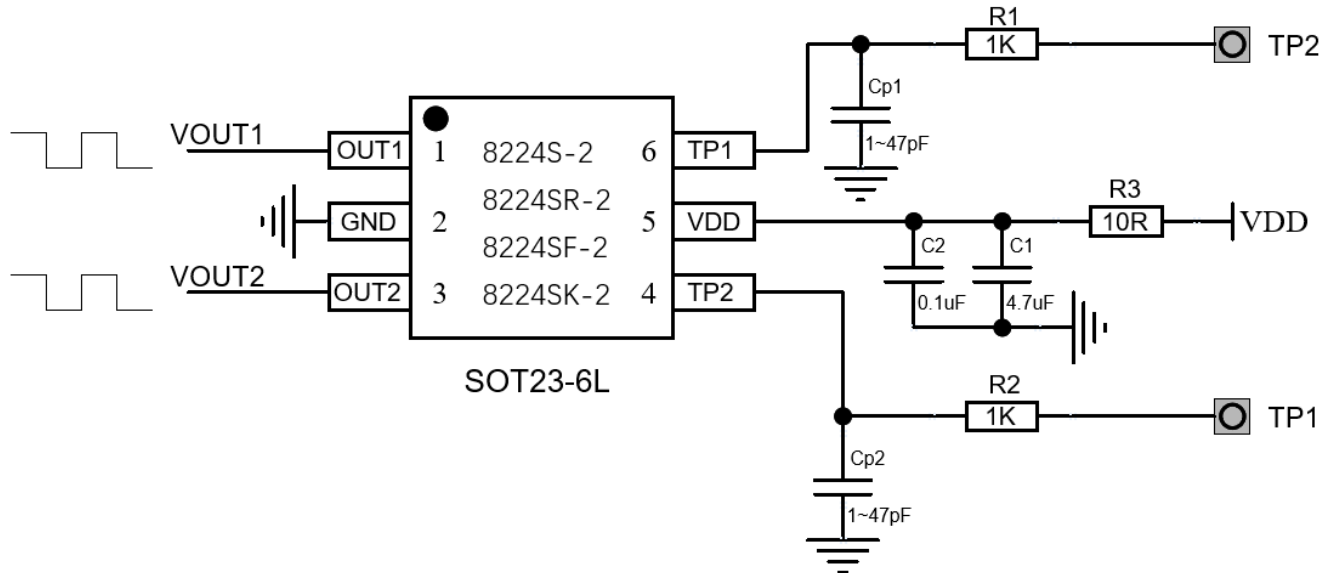 R1
1K
TP2
Cp1
1~47pF
VOUT1
OUT1
1
8224S-2
6
TP1
8224SR-2
GND
2
5
VDD
R3
10R
VDD
8224SF-2
C2
0.1uF
C1
4.7uF
VOUT2
OUT2
3
8224SK-2
4
TP2
SOT23-6L
R2
1K
TP1
Cp2
1~47pF